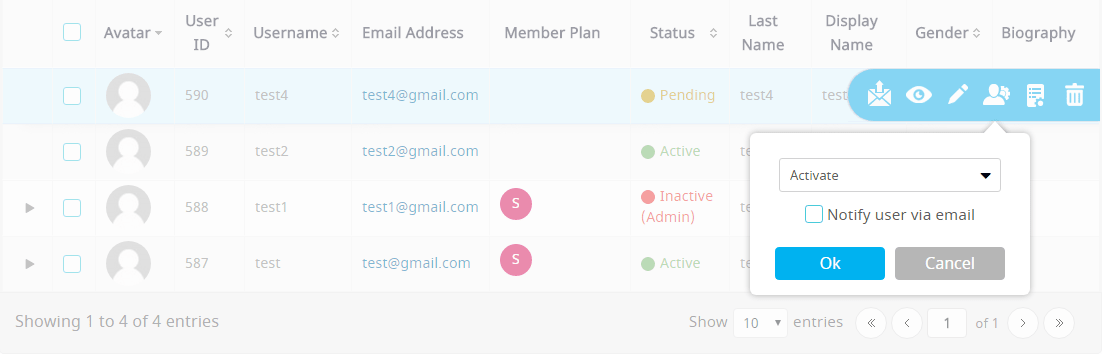 Avatar User ID Username Email Address Member Plan Status Last Name Display Name Gender Biography
590 test4 test4@gmail.com Pending test4 test
589 test2 test2@gmail.com Active te
588 test1 test1@gmail.com S Inactive (Admin) te
587 test test@gmail.com S Active te
Activate
Notify user via email
Ok Cancel
Showing 1 to 4 of 4 entries Show 10 entries « ‹ 1 of 1 › »